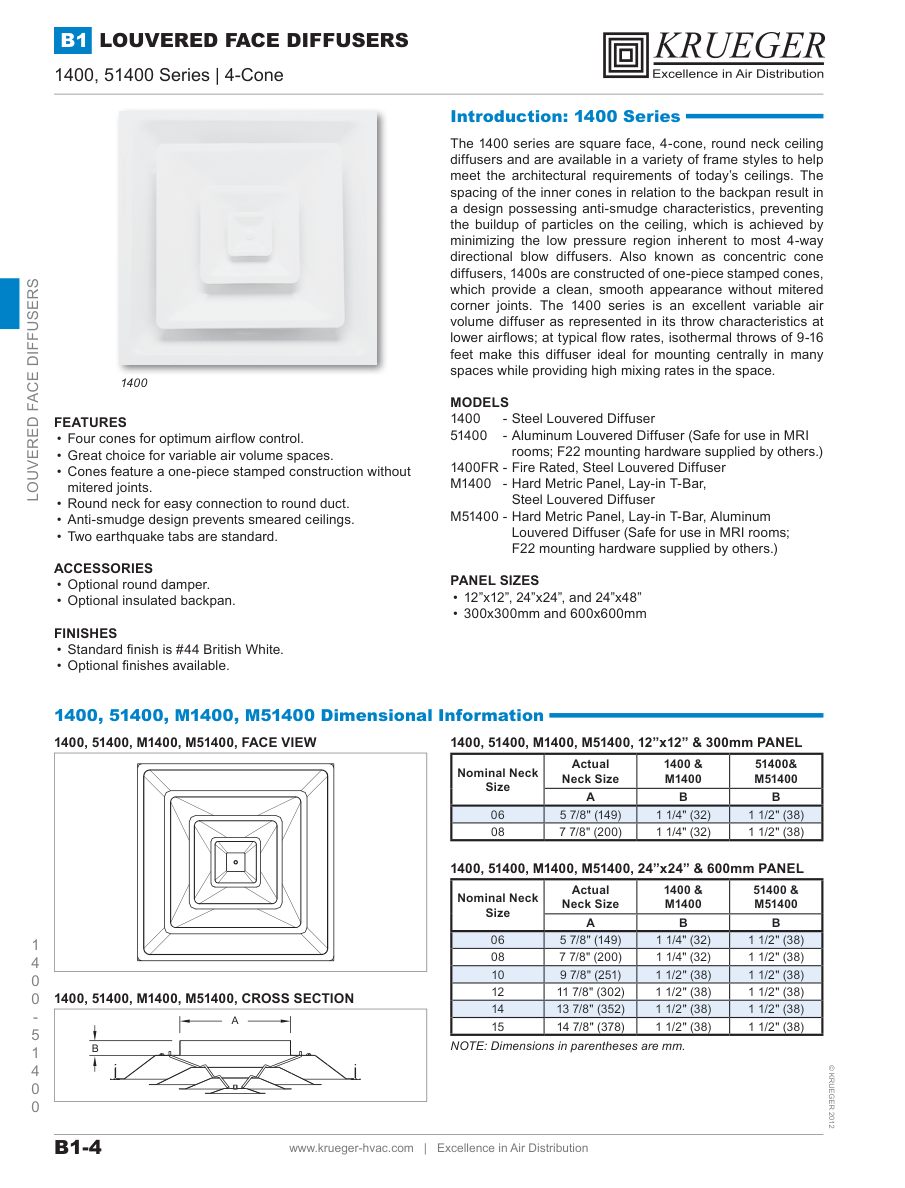 B1 LOUVERED FACE DIFFUSERS
1400, 51400 Series | 4-Cone
KRUEGER
Excellence in Air Distribution
LOUVERED FACE DIFFUSERS
1400
FEATURES
• Four cones for optimum airflow control.
• Great choice for variable air volume spaces.
• Cones feature a one-piece stamped construction without
mitered joints.
• Round neck for easy connection to round duct.
• Anti-smudge design prevents smeared ceilings.
• Two earthquake tabs are standard.
ACCESSORIES
• Optional round damper.
• Optional insulated backpan.
FINISHES
• Standard finish is #44 British White.
• Optional finishes available.
Introduction: 1400 Series
The 1400 series are square face, 4-cone, round neck ceiling
diffusers and are available in a variety of frame styles to help
meet the architectural requirements of today’s ceilings. The
spacing of the inner cones in relation to the backpan result in
a design possessing anti-smudge characteristics, preventing
the buildup of particles on the ceiling, which is achieved by
minimizing the low pressure region inherent to most 4-way
directional blow diffusers. Also known as concentric cone
diffusers, 1400s are constructed of one-piece stamped cones,
which provide a clean, smooth appearance without mitered
corner joints. The 1400 series is an excellent variable air
volume diffuser as represented in its throw characteristics at
lower airflows; at typical flow rates, isothermal throws of 9-16
feet make this diffuser ideal for mounting centrally in many
spaces while providing high mixing rates in the space.
MODELS
1400 - Steel Louvered Diffuser
51400 - Aluminum Louvered Diffuser (Safe for use in MRI
rooms; F22 mounting hardware supplied by others.)
1400FR - Fire Rated, Steel Louvered Diffuser
M1400 - Hard Metric Panel, Lay-in T-Bar,
Steel Louvered Diffuser
M51400 - Hard Metric Panel, Lay-in T-Bar, Aluminum
Louvered Diffuser (Safe for use in MRI rooms;
F22 mounting hardware supplied by others.)
PANEL SIZES
• 12”x12”, 24”x24”, and 24”x48”
• 300x300mm and 600x600mm
1400, 51400, M1400, M51400 Dimensional Information
1400, 51400, M1400, M51400, FACE VIEW
1400, 51400, M1400, M51400, CROSS SECTION
A
B
1400, 51400, M1400, M51400, 12”x12” & 300mm PANEL
Nominal Neck Size | Actual Neck Size | 1400 & M1400 | 51400& M51400
A | B | B
06 | 5 7/8" (149) | 1 1/4" (32) | 1 1/2" (38)
08 | 7 7/8" (200) | 1 1/4" (32) | 1 1/2" (38)
1400, 51400, M1400, M51400, 24”x24” & 600mm PANEL
Nominal Neck Size | Actual Neck Size | 1400 & M1400 | 51400 & M51400
A | B | B
06 | 5 7/8" (149) | 1 1/4" (32) | 1 1/2" (38)
08 | 7 7/8" (200) | 1 1/4" (32) | 1 1/2" (38)
10 | 9 7/8" (251) | 1 1/2" (38) | 1 1/2" (38)
12 | 11 7/8" (302) | 1 1/2" (38) | 1 1/2" (38)
14 | 13 7/8" (352) | 1 1/2" (38) | 1 1/2" (38)
15 | 14 7/8" (378) | 1 1/2" (38) | 1 1/2" (38)
NOTE: Dimensions in parentheses are mm.
1400-51400
© KRUEGER 2012
B1-4
www.krueger-hvac.com | Excellence in Air Distribution